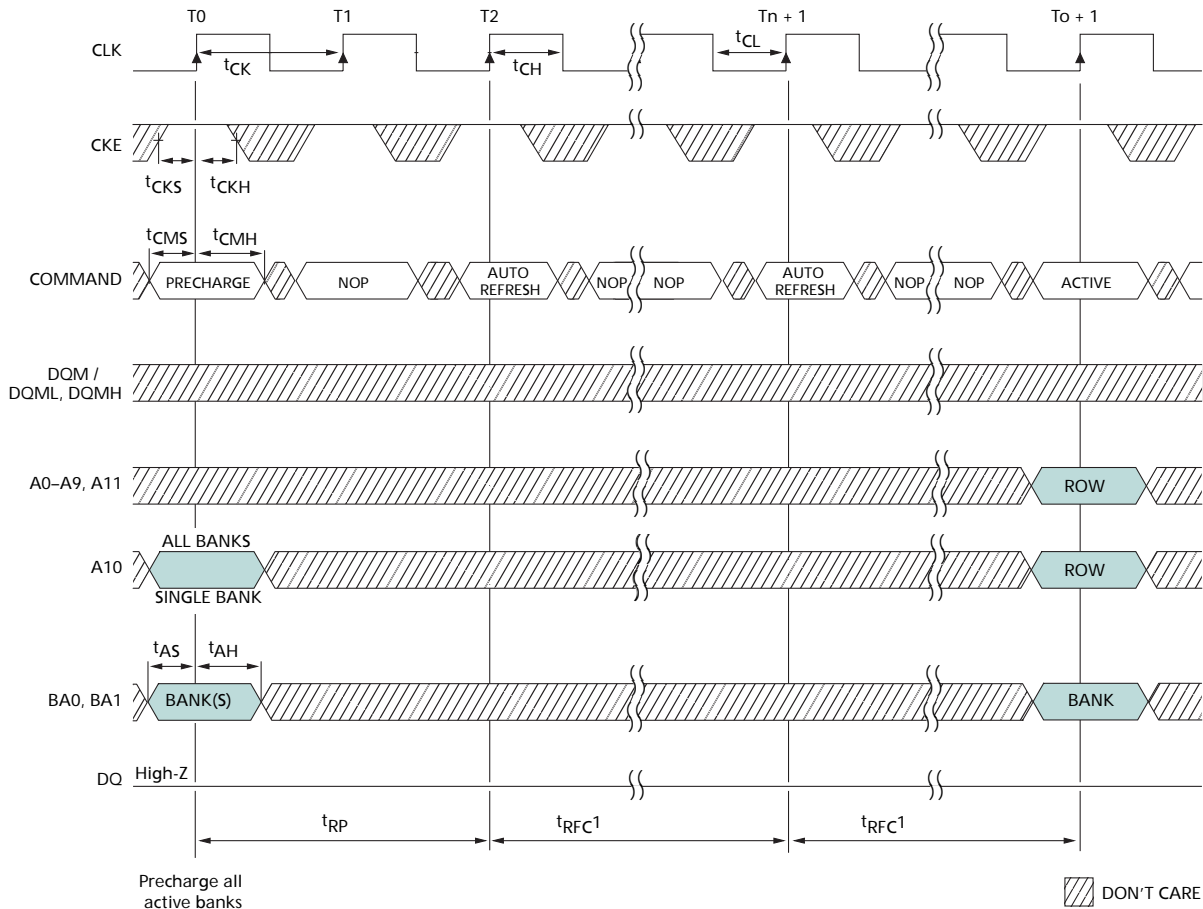 T0 T1 T2 Tn + 1 To + 1
CLK
tCK tCH tCL
CKE
tCKS tCKH
tCMS tCMH
COMMAND PRECHARGE NOP AUTO REFRESH NOP NOP AUTO REFRESH NOP NOP ACTIVE
DQM /
DQML, DQMH
A0–A9, A11 ROW
ALL BANKS
A10 ROW
SINGLE BANK
tAS tAH
BA0, BA1 BANK(S) BANK
DQ High-Z
tRP tRFC1 tRFC1
Precharge all
active banks
DON'T CARE